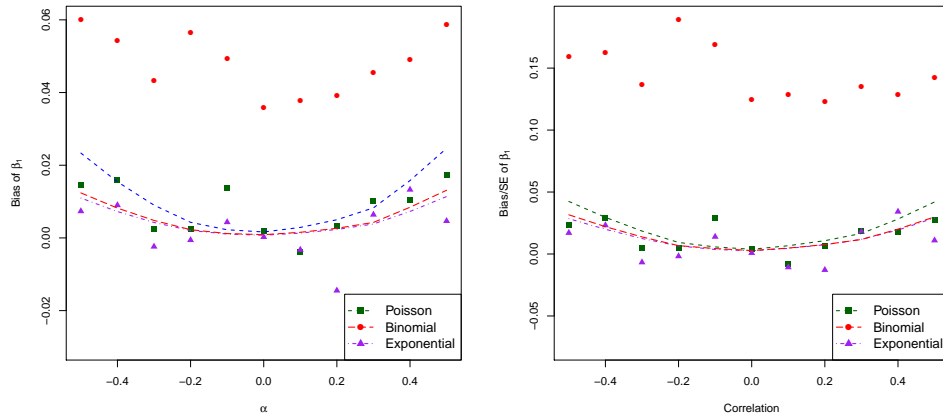 0.06
0.04
0.02
0.00
−0.02
Bias of β1
−0.4 −0.2 0.0 0.2 0.4
α
Poisson
Binomial
Exponential
0.15
0.10
0.05
0.00
−0.05
Bias/SE of β1
−0.4 −0.2 0.0 0.2 0.4
Correlation
Poisson
Binomial
Exponential